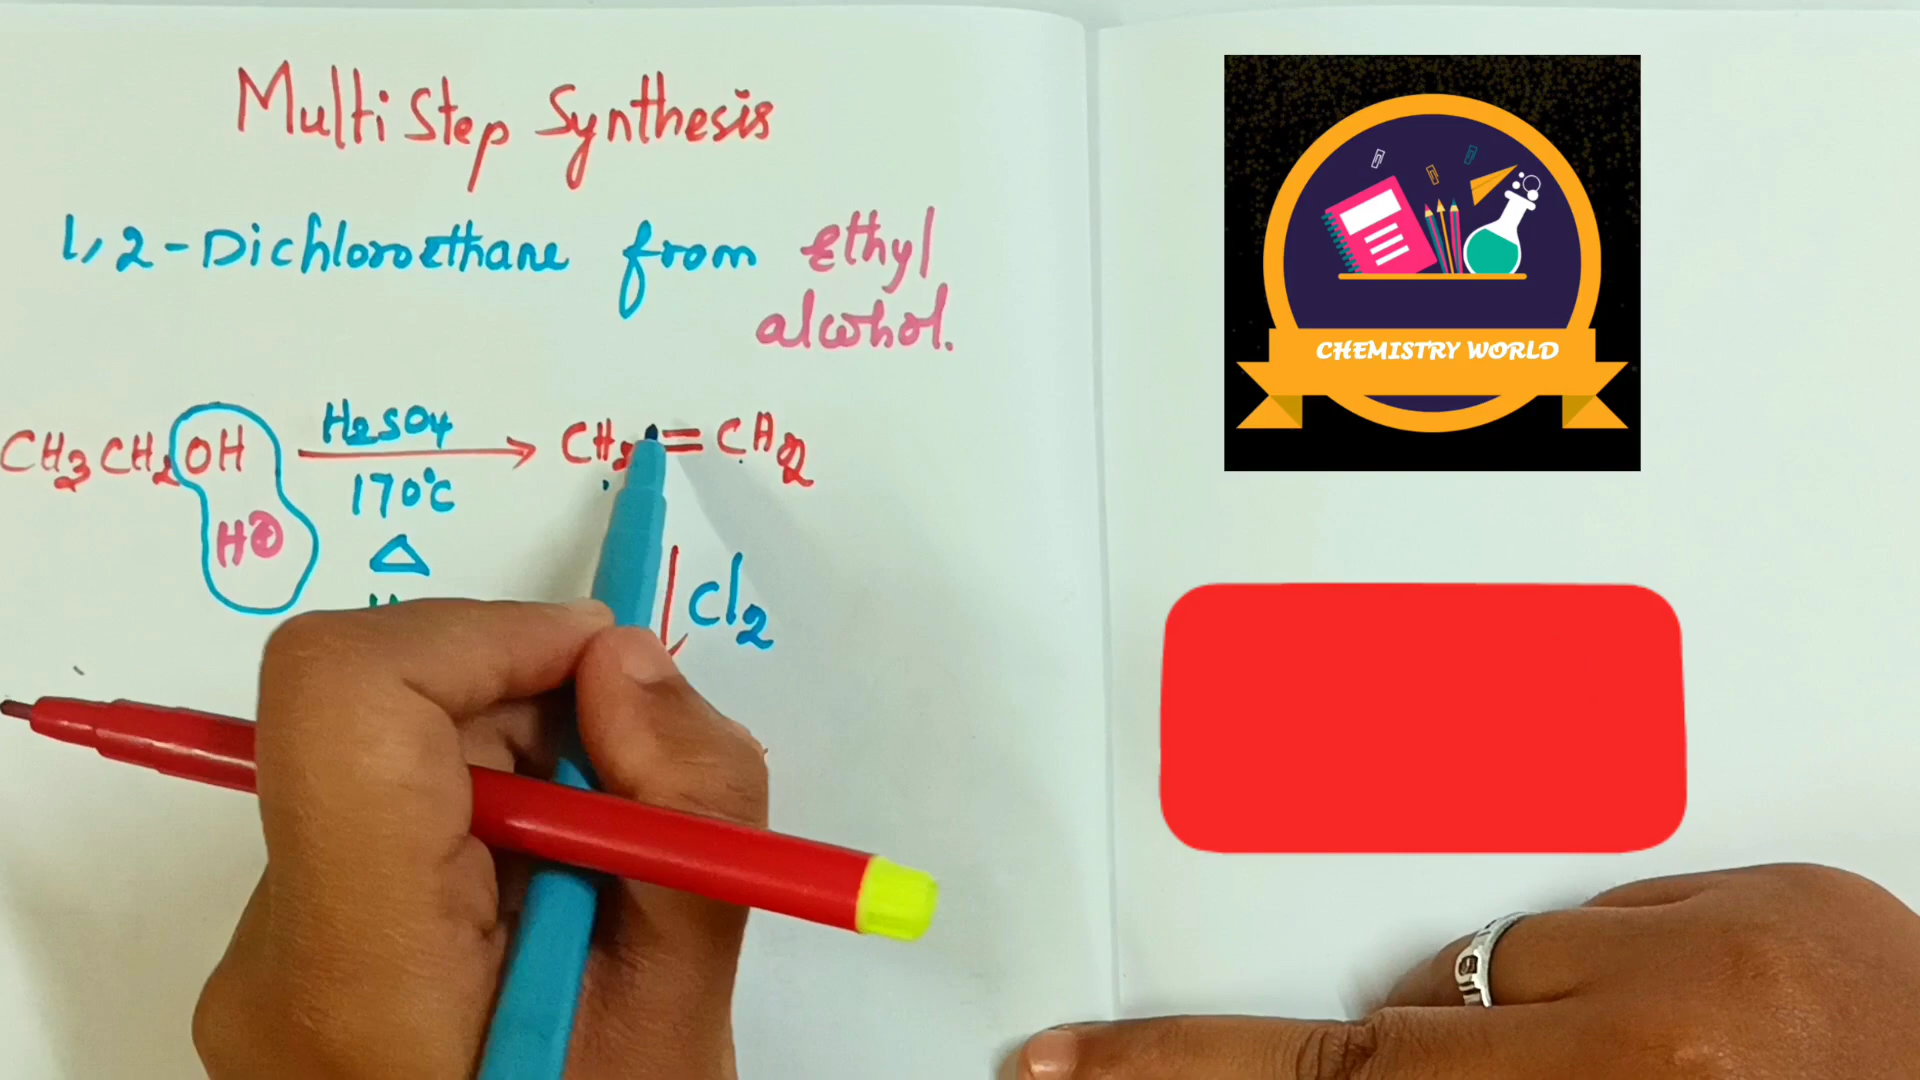 Multi Step Synthesis
1,2-Dichloroethane from ethyl
alcohol.
CHEMISTRY WORLD
H2SO4
CH3CH2OH → CH2=CH2
170°C
H⊕
Δ
Cl2